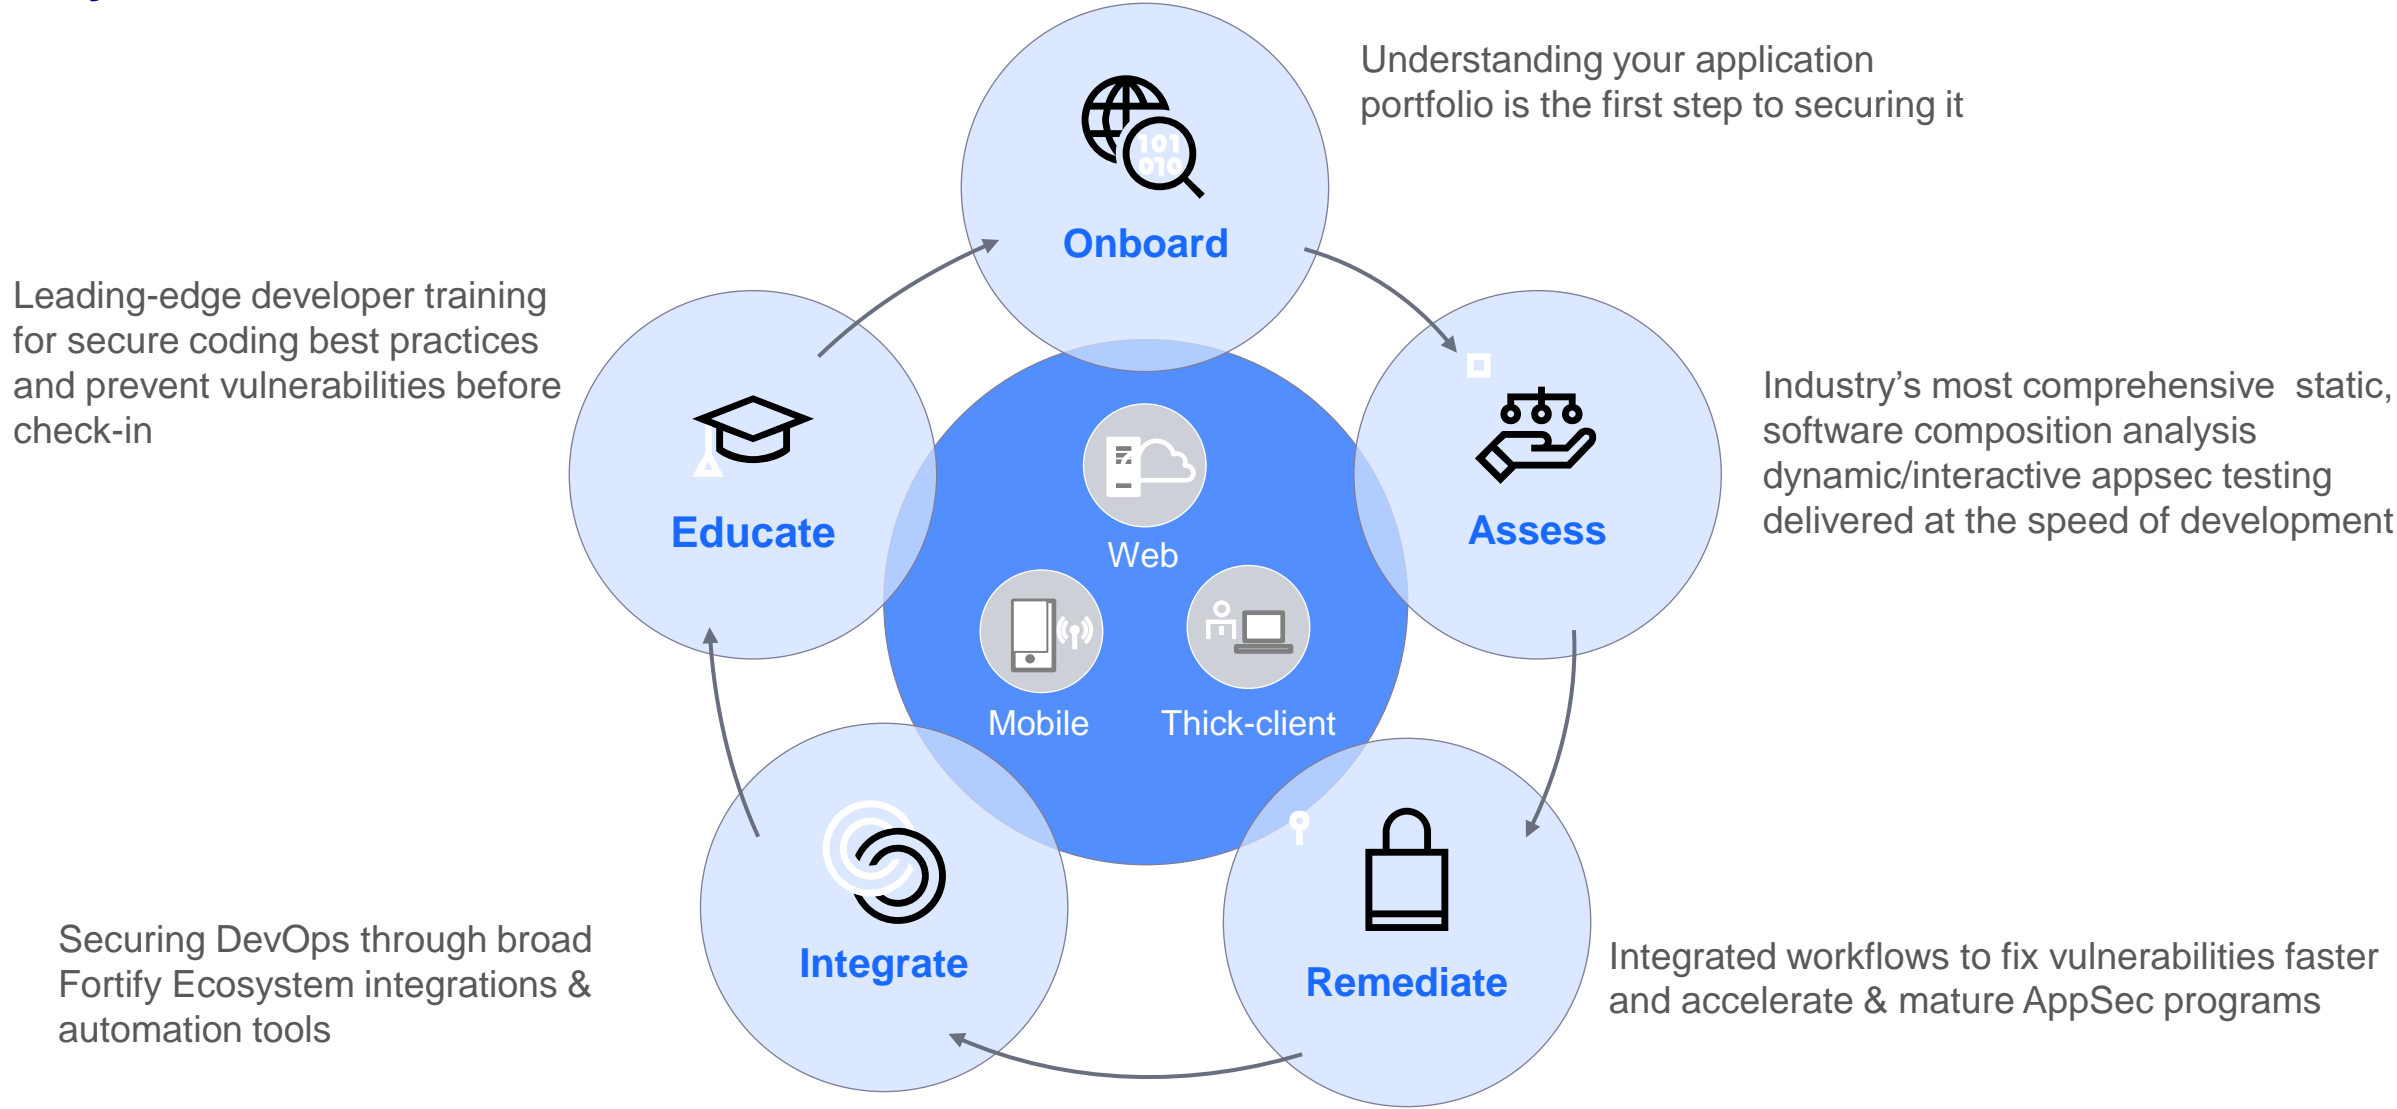 Understanding your application
portfolio is the first step to securing it
101
010
Onboard
Leading-edge developer training
for secure coding best practices
and prevent vulnerabilities before
check-in
Educate
Industry’s most comprehensive  static,
software composition analysis
dynamic/interactive appsec testing
delivered at the speed of development
Assess
Web
Mobile
Thick-client
Securing DevOps through broad
Fortify Ecosystem integrations &
automation tools
Integrate
Remediate
Integrated workflows to fix vulnerabilities faster
and accelerate & mature AppSec programs